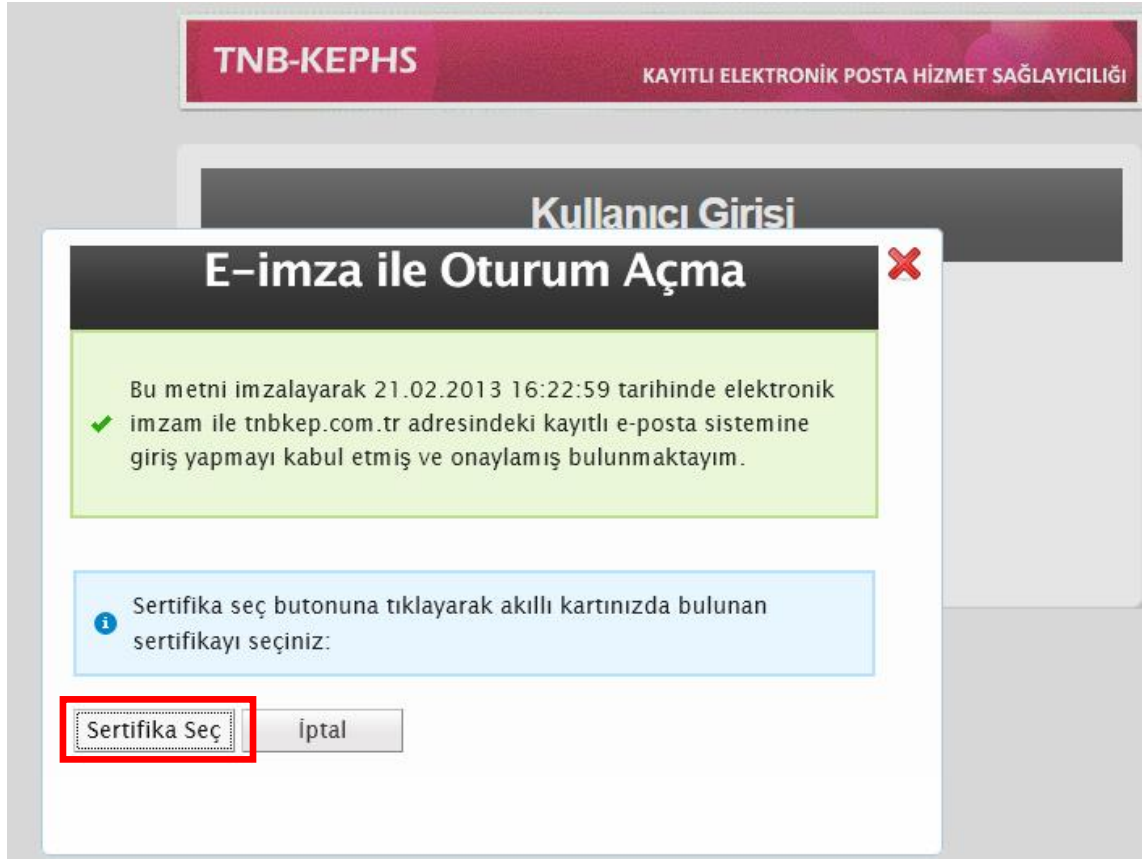 TNB-KEPHS
KAYITLI ELEKTRONİK POSTA HİZMET SAĞLAYICILIĞI
Kullanıcı Girişi
E-imza ile Oturum Açma
Bu metni imzalayarak 21.02.2013 16:22:59 tarihinde elektronik
imzam ile tnbkep.com.tr adresindeki kayıtlı e-posta sistemine
giriş yapmayı kabul etmiş ve onaylamış bulunmaktayım.
Sertifika seç butonuna tıklayarak akıllı kartınızda bulunan
sertifikayı seçiniz:
Sertifika Seç
İptal